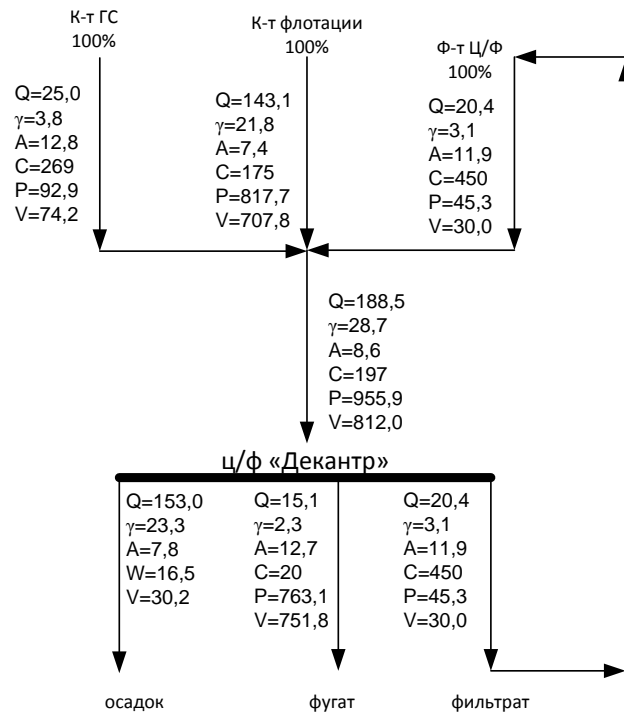 К-т ГС
100%
К-т флотации
100%
Ф-т Ц/Ф
100%
Q=25,0
γ=3,8
A=12,8
C=269
P=92,9
V=74,2
Q=143,1
γ=21,8
A=7,4
C=175
P=817,7
V=707,8
Q=20,4
γ=3,1
A=11,9
C=450
P=45,3
V=30,0
Q=188,5
γ=28,7
A=8,6
C=197
P=955,9
V=812,0
ц/ф «Декантр»
Q=153,0
γ=23,3
A=7,8
W=16,5
V=30,2
Q=15,1
γ=2,3
A=12,7
C=20
P=763,1
V=751,8
Q=20,4
γ=3,1
A=11,9
C=450
P=45,3
V=30,0
осадок
фугат
фильтрат